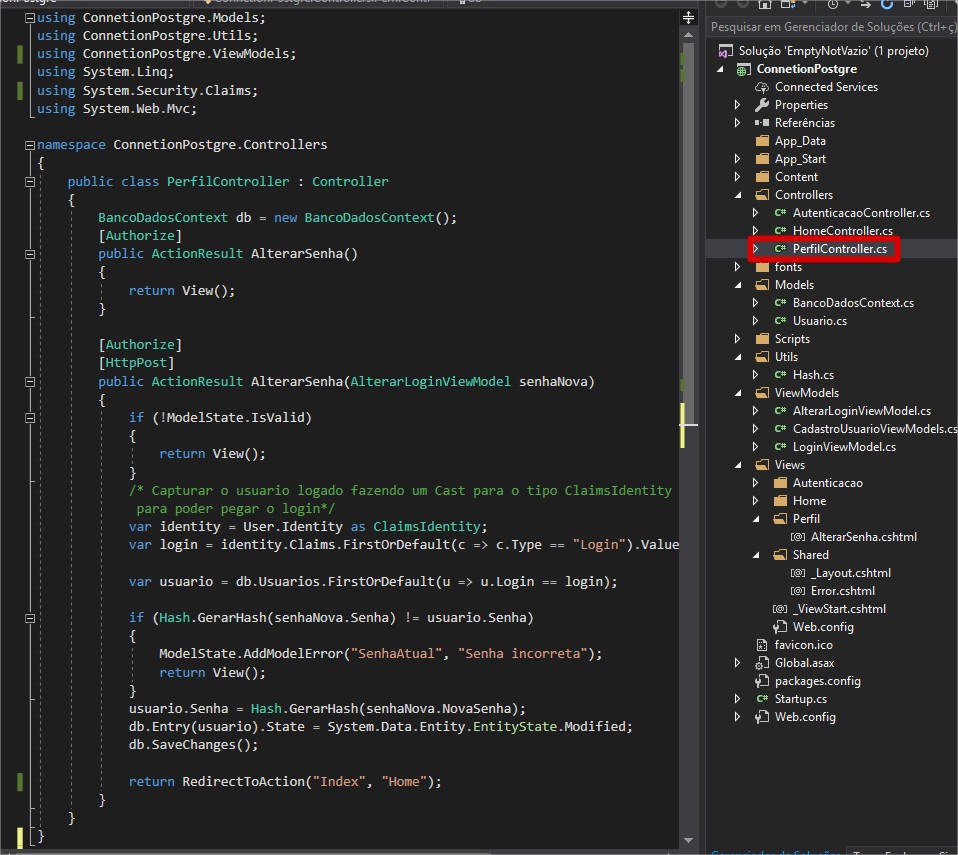 using ConnetionPostgre.Models;
using ConnetionPostgre.Utils;
using ConnetionPostgre.ViewModels;
using System.Linq;
using System.Security.Claims;
using System.Web.Mvc;
namespace ConnetionPostgre.Controllers
{
public class PerfilController : Controller
{
BancoDadosContext db = new BancoDadosContext();
[Authorize]
public ActionResult AlterarSenha()
{
return View();
}
[Authorize]
[HttpPost]
public ActionResult AlterarSenha(AlterarLoginViewModel senhaNova)
{
if (!ModelState.IsValid)
{
return View();
}
/* Capturar o usuario logado fazendo um Cast para o tipo ClaimsIdentity
para poder pegar o login*/
var identity = User.Identity as ClaimsIdentity;
var login = identity.Claims.FirstOrDefault(c => c.Type == "Login").Value
var usuario = db.Usuarios.FirstOrDefault(u => u.Login == login);
if (Hash.GerarHash(senhaNova.Senha) != usuario.Senha)
{
ModelState.AddModelError("SenhaAtual", "Senha incorreta");
return View();
}
usuario.Senha = Hash.GerarHash(senhaNova.NovaSenha);
db.Entry(usuario).State = System.Data.Entity.EntityState.Modified;
db.SaveChanges();
return RedirectToAction("Index", "Home");
}
}
}
Pesquisar em Gerenciador de Soluções (Ctrl+ç)
Solução 'EmptyNotVazio' (1 projeto)
ConnetionPostgre
Connected Services
Properties
Referências
App_Data
App_Start
Content
Controllers
C# AutenticacaoController.cs
C# HomeController.cs
C# PerfilController.cs
fonts
Models
C# BancoDadosContext.cs
C# Usuario.cs
Scripts
Utils
C# Hash.cs
ViewModels
C# AlterarLoginViewModel.cs
C# CadastroUsuarioViewModels.cs
C# LoginViewModel.cs
Views
Autenticacao
Home
Perfil
[@] AlterarSenha.cshtml
Shared
[@] _Layout.cshtml
[@] Error.cshtml
[@] _ViewStart.cshtml
Web.config
favicon.ico
Global.asax
packages.config
C# Startup.cs
Web.config